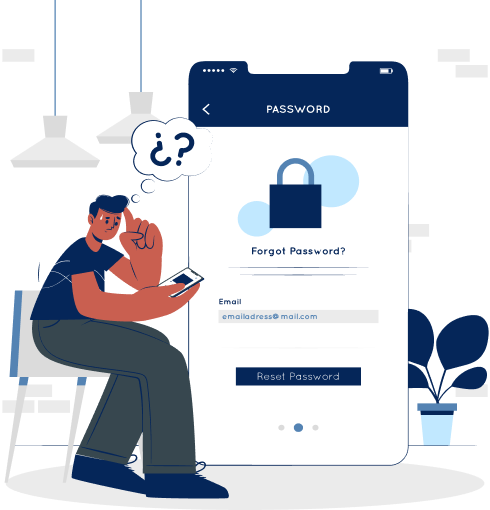 PASSWORD
¿?
Forgot Password?
Email
emailadress@mail.com
Reset Password